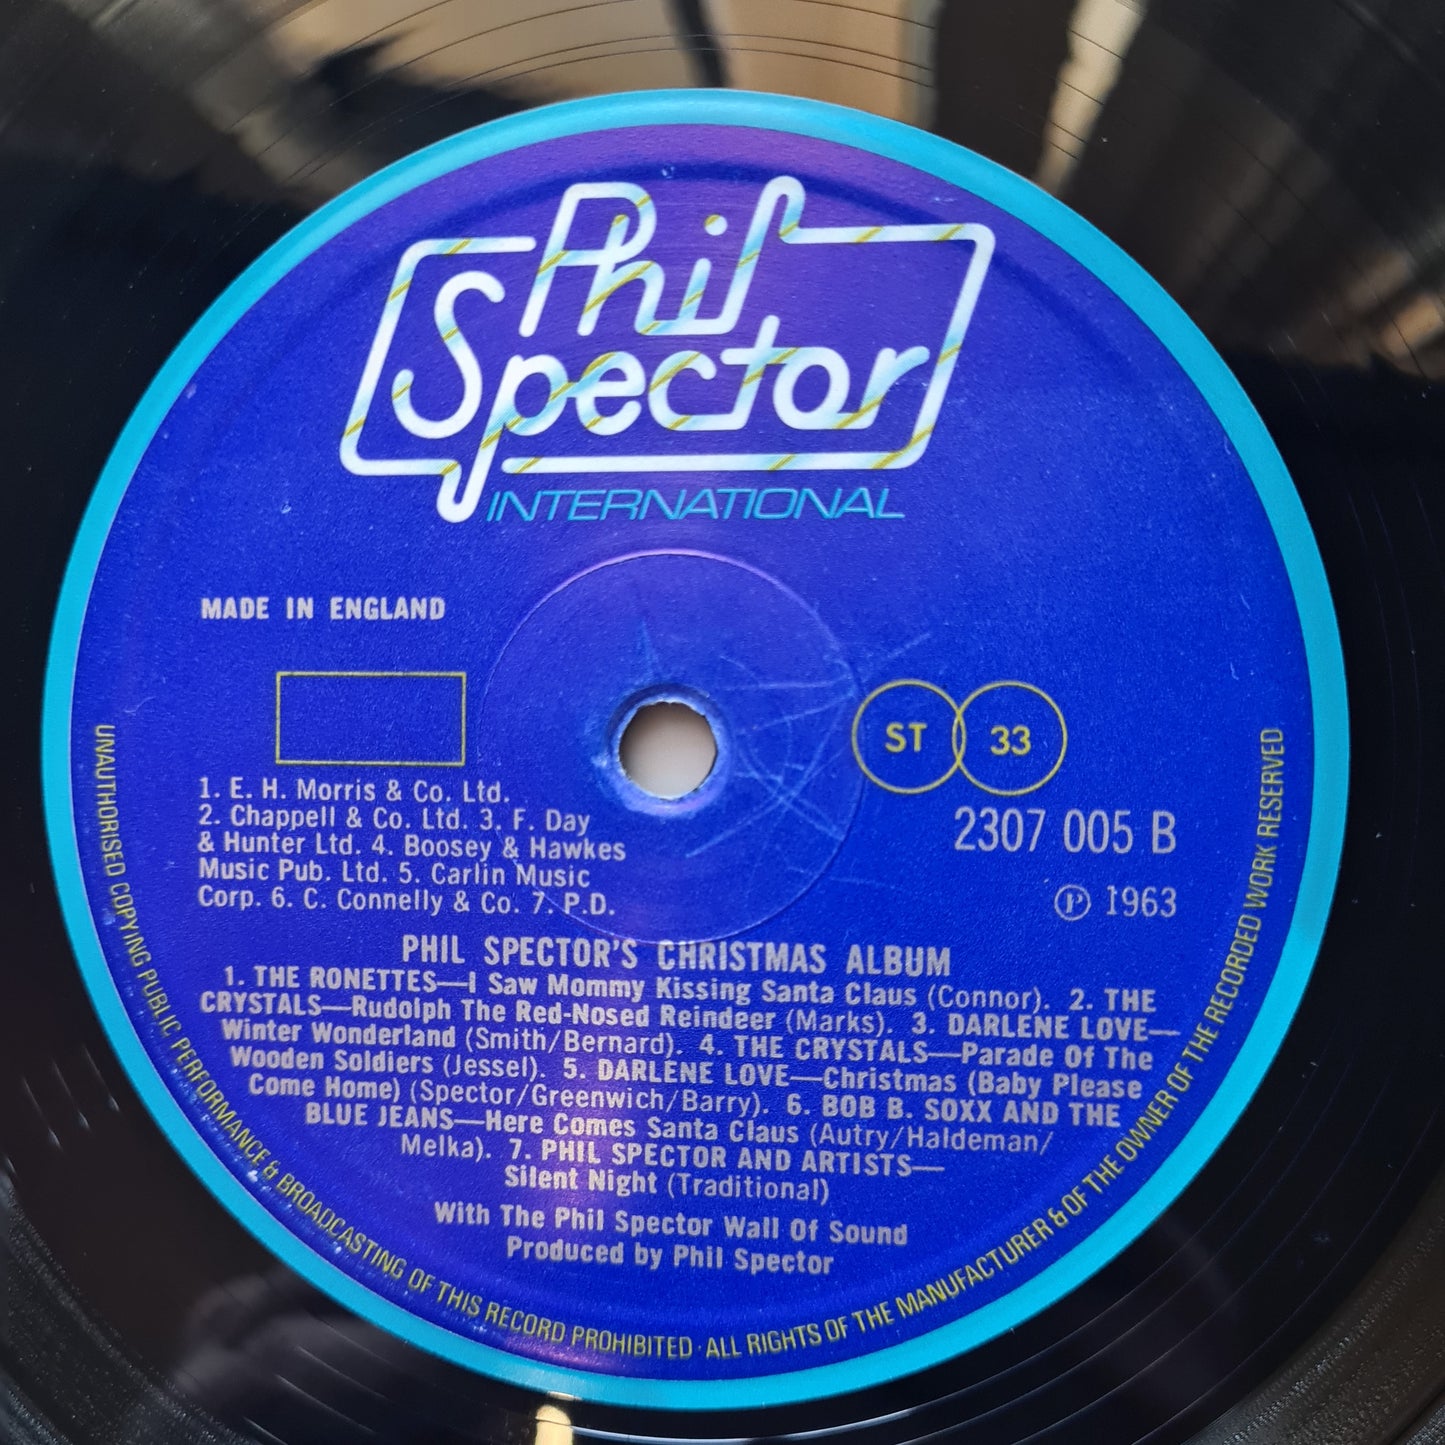 Phil
Spector
INTERNATIONAL
MADE IN ENGLAND
ST 33
1. E. H. Morris & Co. Ltd.
2. Chappell & Co. Ltd. 3. F. Day
& Hunter Ltd. 4. Boosey & Hawkes
Music Pub. Ltd. 5. Carlin Music
Corp. 6. C. Connelly & Co. 7. P.D.
2307 005 B
℗ 1963
PHIL SPECTOR'S CHRISTMAS ALBUM
1. THE RONETTES—I Saw Mommy Kissing Santa Claus (Connor). 2. THE
CRYSTALS—Rudolph The Red-Nosed Reindeer (Marks). 3. DARLENE LOVE—
Winter Wonderland (Smith/Bernard). 4. THE CRYSTALS—Parade Of The
Wooden Soldiers (Jessel). 5. DARLENE LOVE—Christmas (Baby Please
Come Home) (Spector/Greenwich/Barry). 6. BOB B. SOXX AND THE
BLUE JEANS—Here Comes Santa Claus (Autry/Haldeman/
Melka). 7. PHIL SPECTOR AND ARTISTS—
Silent Night (Traditional)
With The Phil Spector Wall Of Sound
Produced by Phil Spector
UNAUTHORISED COPYING PUBLIC PERFORMANCE & BROADCASTING OF THIS RECORD PROHIBITED · ALL RIGHTS OF THE MANUFACTURER & OF THE OWNER OF THE RECORDED WORK RESERVED